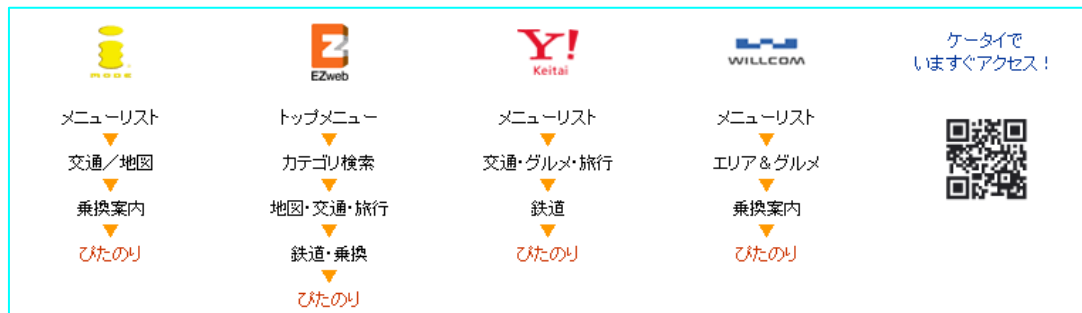 i
MODE
メニューリスト
交通／地図
乗換案内
ぴたのり
EZ
EZweb
トップメニュー
カテゴリ検索
地図・交通・旅行
鉄道・乗換
ぴたのり
Y!
Keitai
メニューリスト
交通・グルメ・旅行
鉄道
ぴたのり
WILLCOM
メニューリスト
エリア＆グルメ
乗換案内
ぴたのり
ケータイで
いますぐアクセス！